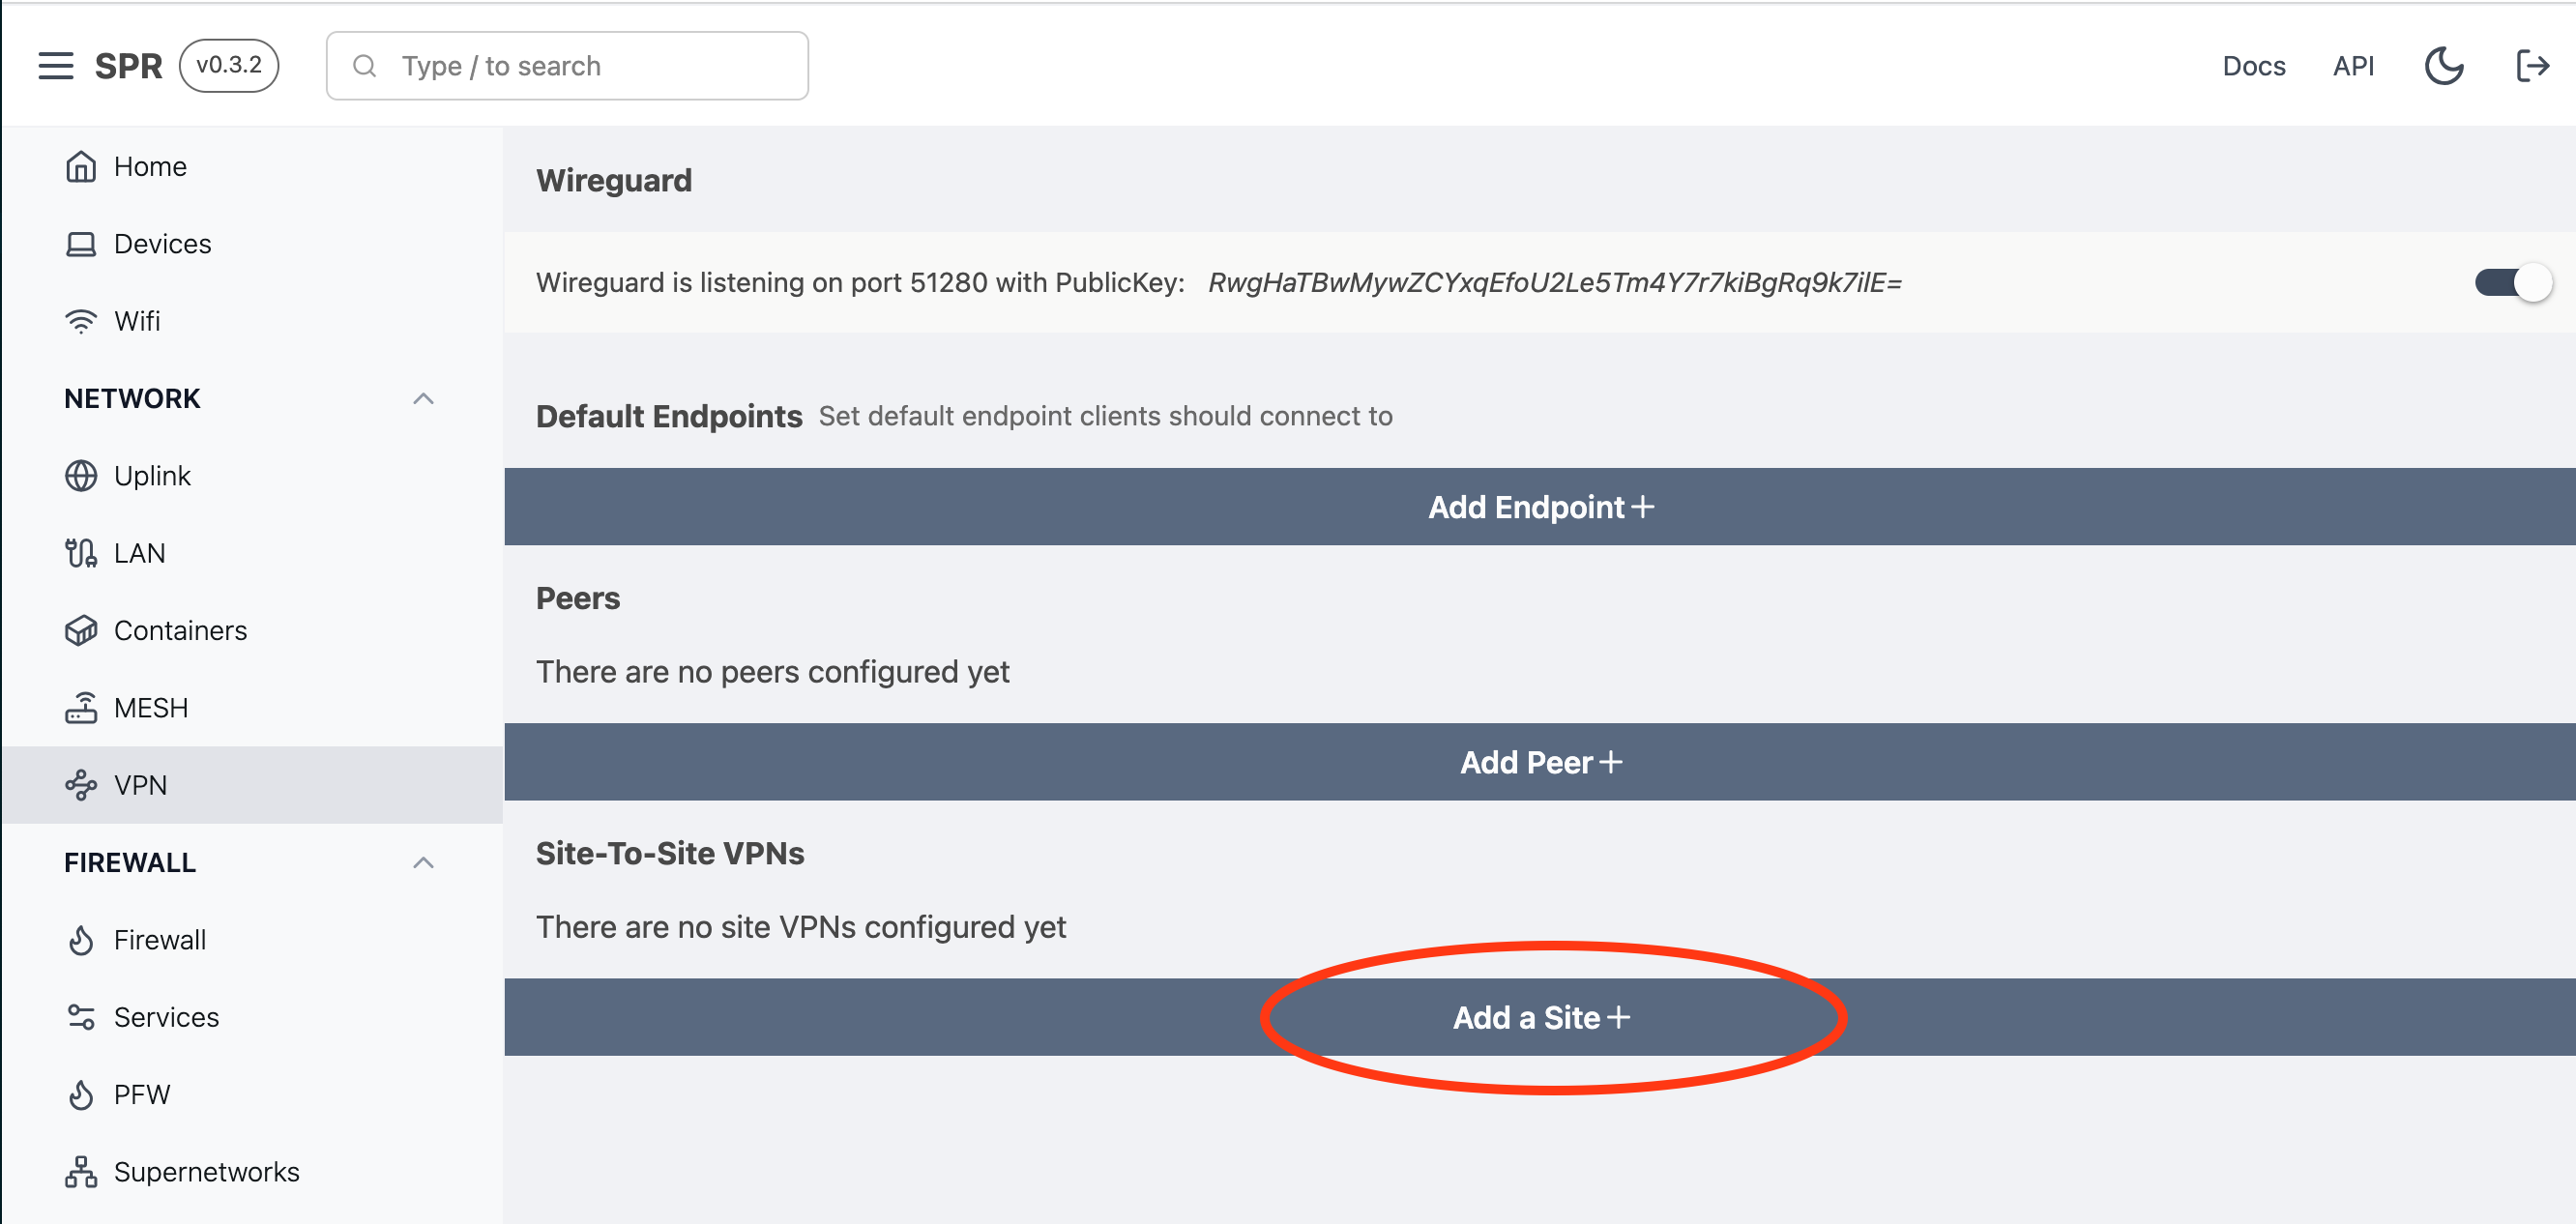 SPR v0.3.2 Type / to search Docs API
Home
Devices
Wifi
NETWORK
Uplink
LAN
Containers
MESH
VPN
FIREWALL
Firewall
Services
PFW
Supernetworks
Wireguard
Wireguard is listening on port 51280 with PublicKey: RwgHaTBwMywZCYxqEfoU2Le5Tm4Y7r7kiBgRq9k7ilE=
Default Endpoints Set default endpoint clients should connect to
Add Endpoint+
Peers
There are no peers configured yet
Add Peer+
Site-To-Site VPNs
There are no site VPNs configured yet
Add a Site+